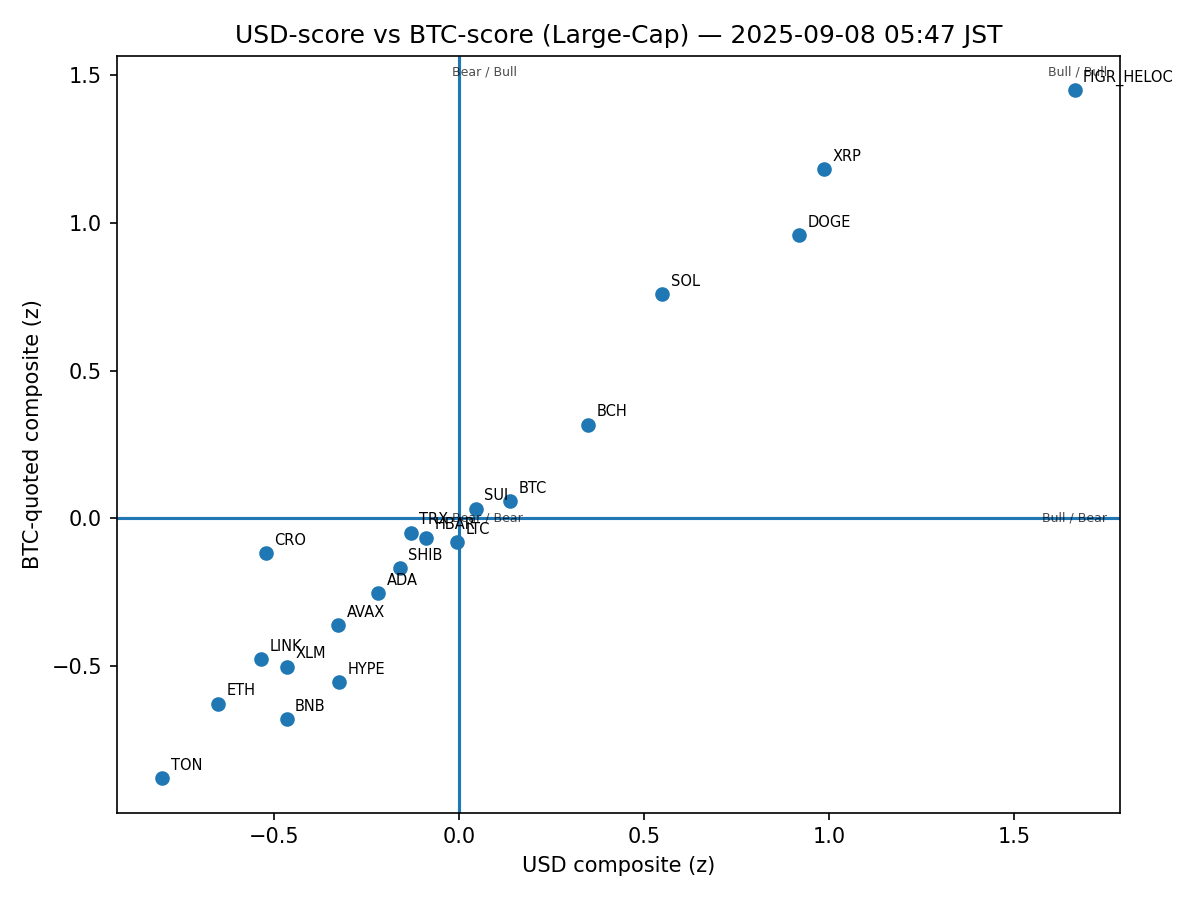 USD-score vs BTC-score (Large-Cap) — 2025-09-08 05:47 JST
BTC-quoted composite (z)
1.5
1.0
0.5
0.0
−0.5
Bear / Bull
Bull / Bull
FIGR_HELOC
XRP
DOGE
SOL
BCH
BTC
SUI
TRX
HBAR
Bear / Bear
Bull / Bear
LTC
CRO
SHIB
ADA
AVAX
LINK
XLM
HYPE
ETH
BNB
TON
−0.5
0.0
0.5
1.0
1.5
USD composite (z)